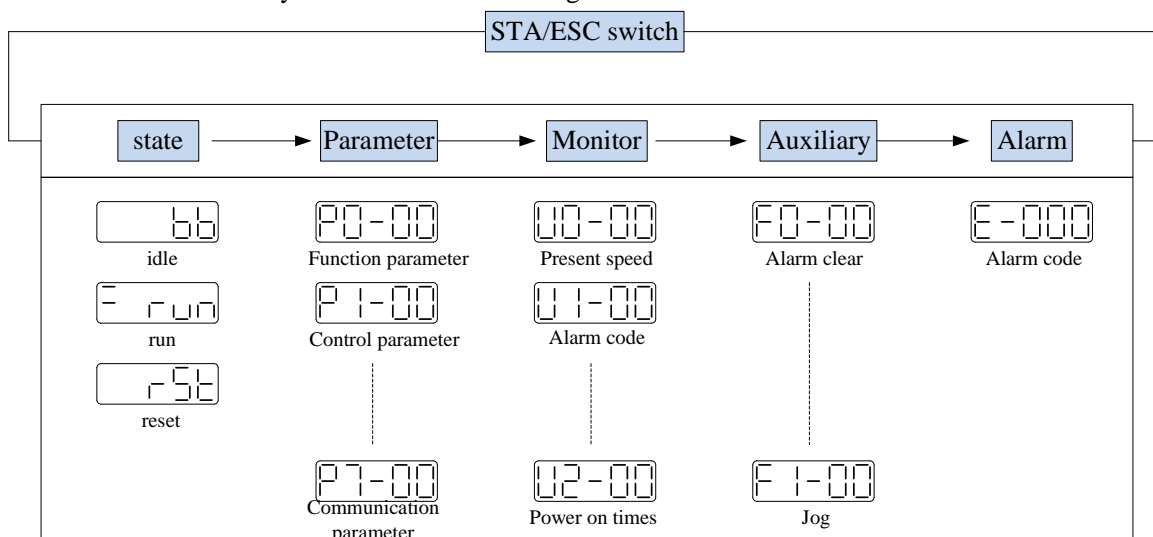 STA/ESC switch
state Parameter Monitor Auxiliary Alarm
bb P0-00 U0-00 F0-00 E-000
idle Function parameter Present speed Alarm clear Alarm code
run P1-00 U1-00
run Control parameter Alarm code
rSt
reset
P7-00 U2-00 F1-00
Communication parameter Power on times Jog